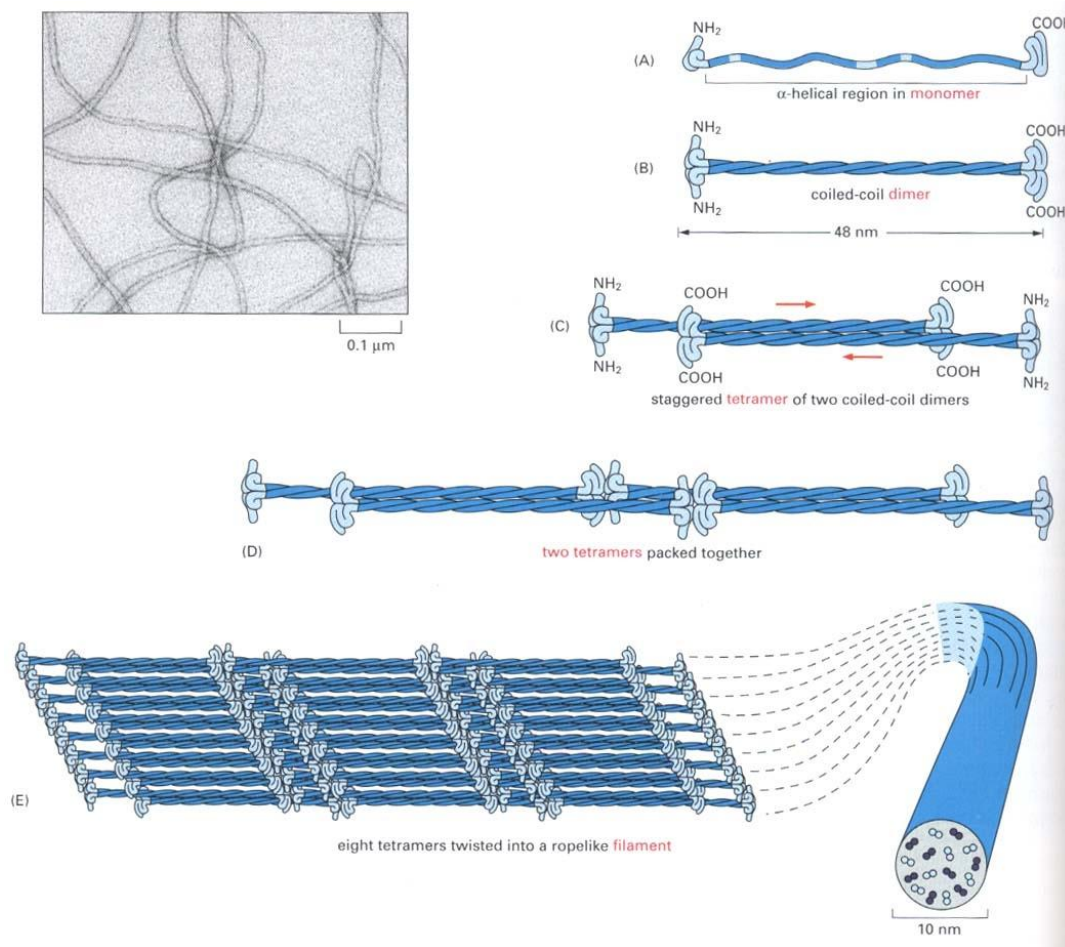 0.1 µm
(A)
NH₂
COOH
α-helical region in monomer
(B)
NH₂
COOH
NH₂
COOH
coiled-coil dimer
48 nm
(C)
NH₂
COOH
COOH
NH₂
NH₂
COOH
COOH
NH₂
staggered tetramer of two coiled-coil dimers
(D)
two tetramers packed together
(E)
eight tetramers twisted into a ropelike filament
10 nm